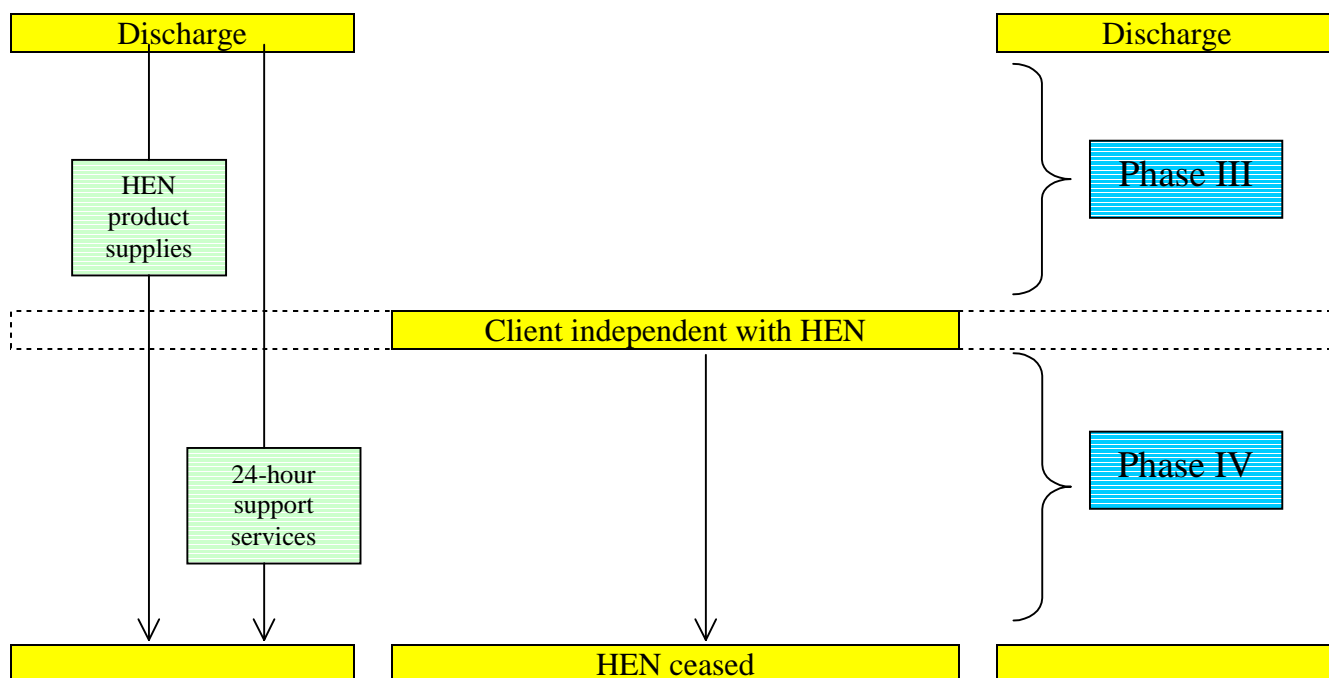 Discharge
Discharge
HEN
product
supplies
Phase III
Client independent with HEN
24-hour
support
services
Phase IV
HEN ceased